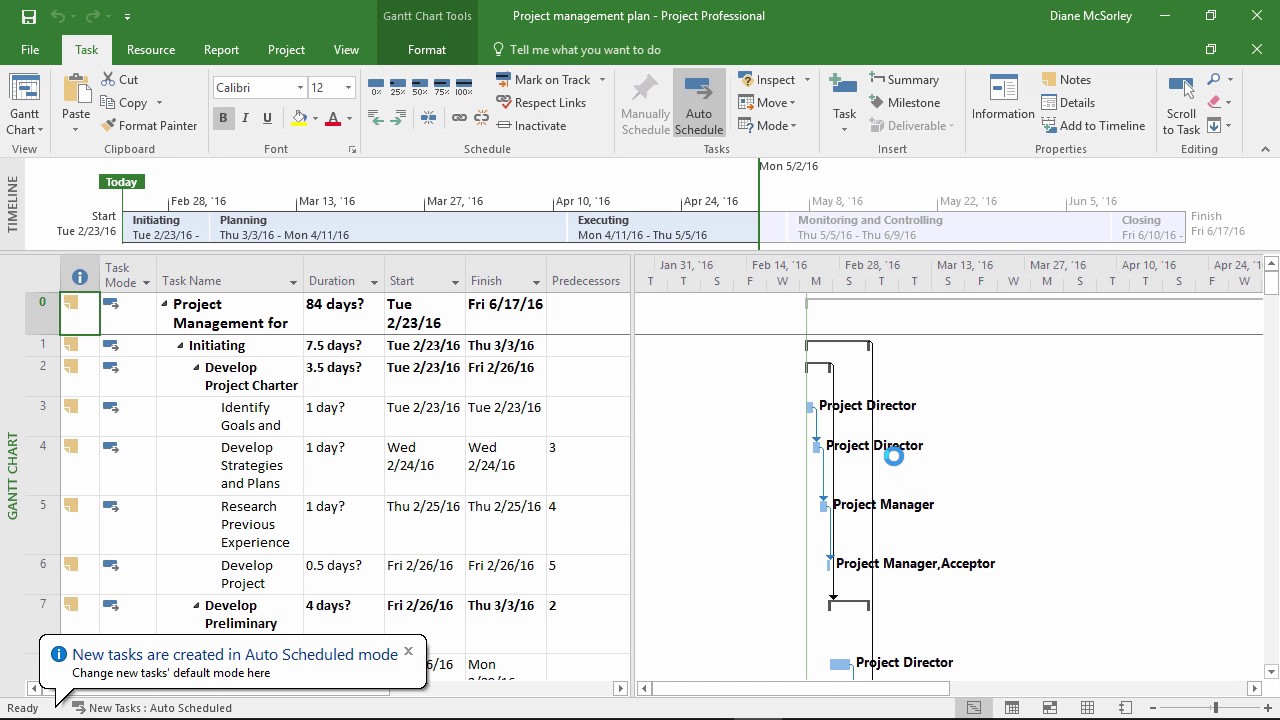 Gantt Chart Tools
Project management plan - Project Professional
Diane McSorley
File
Task
Resource
Report
Project
View
Format
Tell me what you want to do
Gantt
Chart
View
Paste
Cut
Copy
Format Painter
Clipboard
Calibri
12
B I U
A
Font
0% 25% 50% 75% 100%
Mark on Track
Respect Links
Inactivate
Schedule
Manually
Schedule
Auto
Schedule
Inspect
Move
Mode
Tasks
Task
Summary
Milestone
Deliverable
Insert
Information
Notes
Details
Add to Timeline
Properties
Scroll
to Task
Editing
TIMELINE
Mon 5/2/16
Today
Feb 28, '16
Mar 13, '16
Mar 27, '16
Apr 10, '16
Apr 24, '16
May 8, '16
May 22, '16
Jun 5, '16
Start
Tue 2/23/16
Initiating
Tue 2/23/16 -
Planning
Thu 3/3/16 - Mon 4/11/16
Executing
Mon 4/11/16 - Thu 5/5/16
Monitoring and Controlling
Thu 5/5/16 - Thu 6/9/16
Closing
Fri 6/10/16 -
Finish
Fri 6/17/16
GANTT CHART
Task
Mode
Task Name
Duration
Start
Finish
Predecessors
Jan 31, '16
Feb 14, '16
Feb 28, '16
Mar 13, '16
Mar 27, '16
Apr 10, '16
Apr 24, '1
T T S F W M S T T S F W M S T T S F W
0
Project
Management for
84 days?
Tue
2/23/16
Fri 6/17/16
1
Initiating
7.5 days?
Tue 2/23/16
Thu 3/3/16
2
Develop
Project Charter
3.5 days?
Tue 2/23/16
Fri 2/26/16
3
Identify
Goals and
1 day?
Tue 2/23/16
Tue 2/23/16
Project Director
4
Develop
Strategies
and Plans
1 day?
Wed
2/24/16
Wed
2/24/16
3
Project Director
5
Research
Previous
Experience
1 day?
Thu 2/25/16
Thu 2/25/16
4
Project Manager
6
Develop
Project
0.5 days?
Fri 2/26/16
Fri 2/26/16
5
Project Manager,Acceptor
7
Develop
Preliminary
4 days?
Fri 2/26/16
Thu 3/3/16
2
6/16
Mon
Project Director
New tasks are created in Auto Scheduled mode
Change new tasks' default mode here
Ready
New Tasks : Auto Scheduled